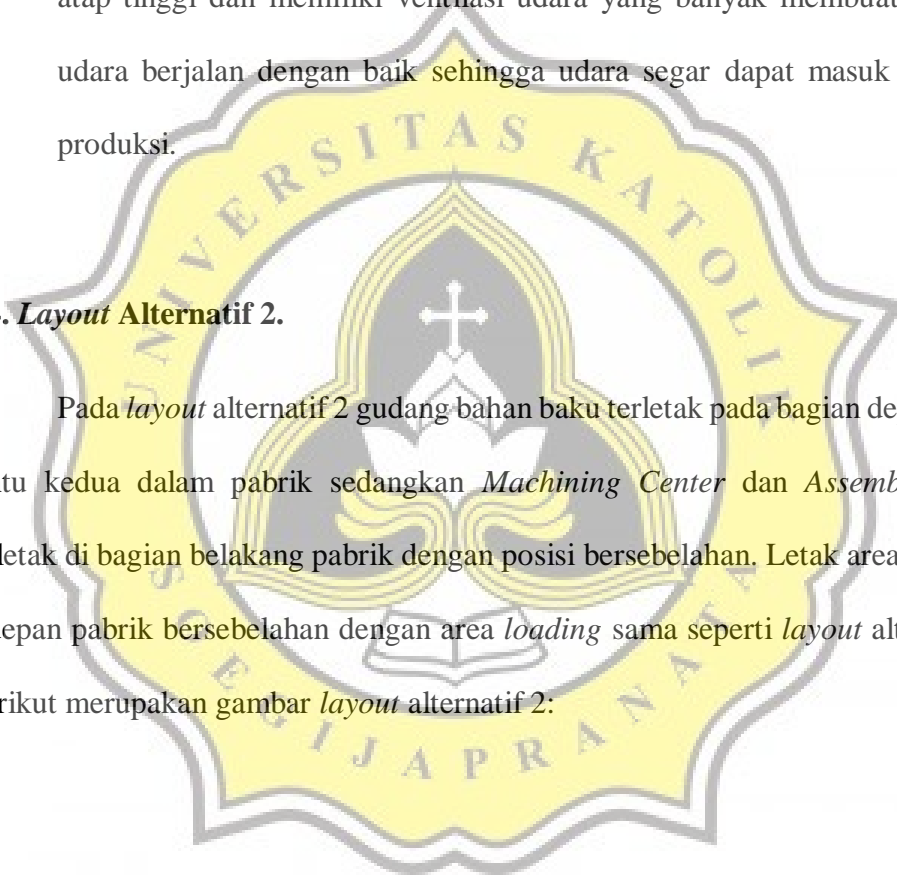 atap tinggi dan memiliki ventilasi udara yang banyak membuat
udara berjalan dengan baik sehingga udara segar dapat masuk
produksi.
UNIVERSITAS KATOLIK
. Layout Alternatif 2.
Pada layout alternatif 2 gudang bahan baku terletak pada bagian de
tu kedua dalam pabrik sedangkan Machining Center dan Assemb
letak di bagian belakang pabrik dengan posisi bersebelahan. Letak area
epan pabrik bersebelahan dengan area loading sama seperti layout alt
rikut merupakan gambar layout alternatif 2:
SOEGIJAPRANATA